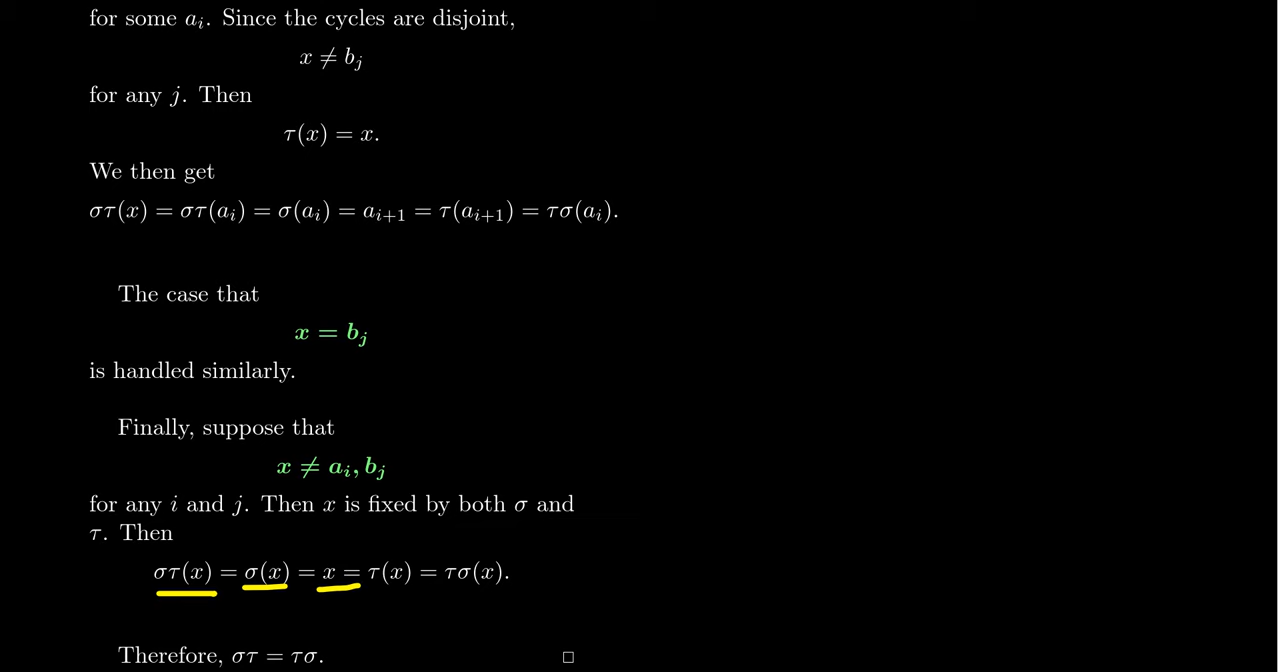 for some aᵢ. Since the cycles are disjoint,
x ≠ bⱼ
for any j. Then
τ(x) = x.
We then get
στ(x) = στ(aᵢ) = σ(aᵢ) = aᵢ₊₁ = τ(aᵢ₊₁) = τσ(aᵢ).
The case that
x = bⱼ
is handled similarly.
Finally, suppose that
x ≠ aᵢ, bⱼ
for any i and j. Then x is fixed by both σ and
τ. Then
στ(x) = σ(x) = x = τ(x) = τσ(x).
Therefore, στ = τσ. □